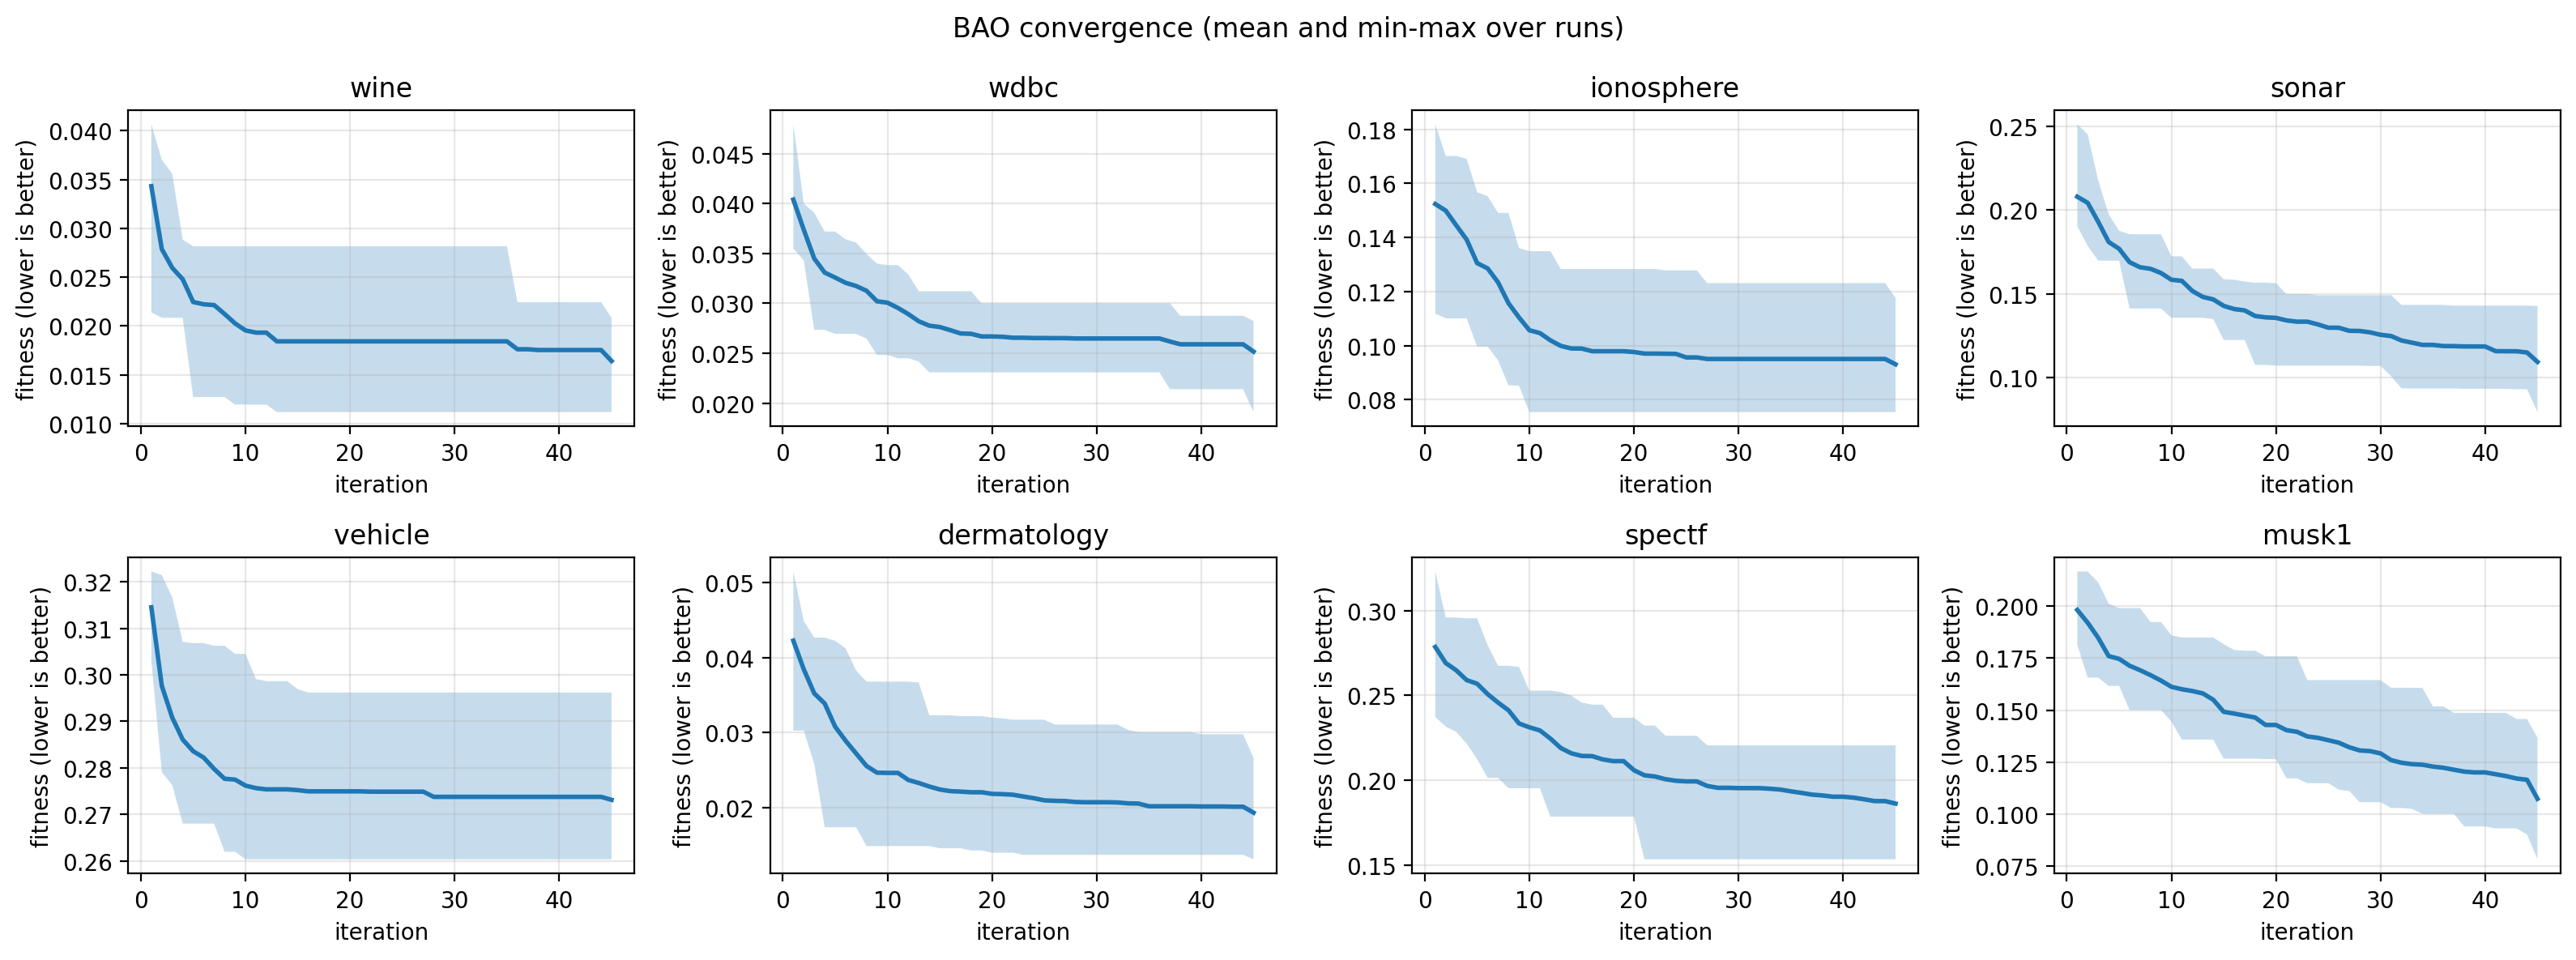 BAO convergence (mean and min-max over runs)
wine
fitness (lower is better)
0.040
0.035
0.030
0.025
0.020
0.015
0.010
0 10 20 30 40
iteration
wdbc
fitness (lower is better)
0.045
0.040
0.035
0.030
0.025
0.020
0 10 20 30 40
iteration
ionosphere
fitness (lower is better)
0.18
0.16
0.14
0.12
0.10
0.08
0 10 20 30 40
iteration
sonar
fitness (lower is better)
0.25
0.20
0.15
0.10
0 10 20 30 40
iteration
vehicle
fitness (lower is better)
0.32
0.31
0.30
0.29
0.28
0.27
0.26
0 10 20 30 40
iteration
dermatology
fitness (lower is better)
0.05
0.04
0.03
0.02
0 10 20 30 40
iteration
spectf
fitness (lower is better)
0.30
0.25
0.20
0.15
0 10 20 30 40
iteration
musk1
fitness (lower is better)
0.200
0.175
0.150
0.125
0.100
0.075
0 10 20 30 40
iteration